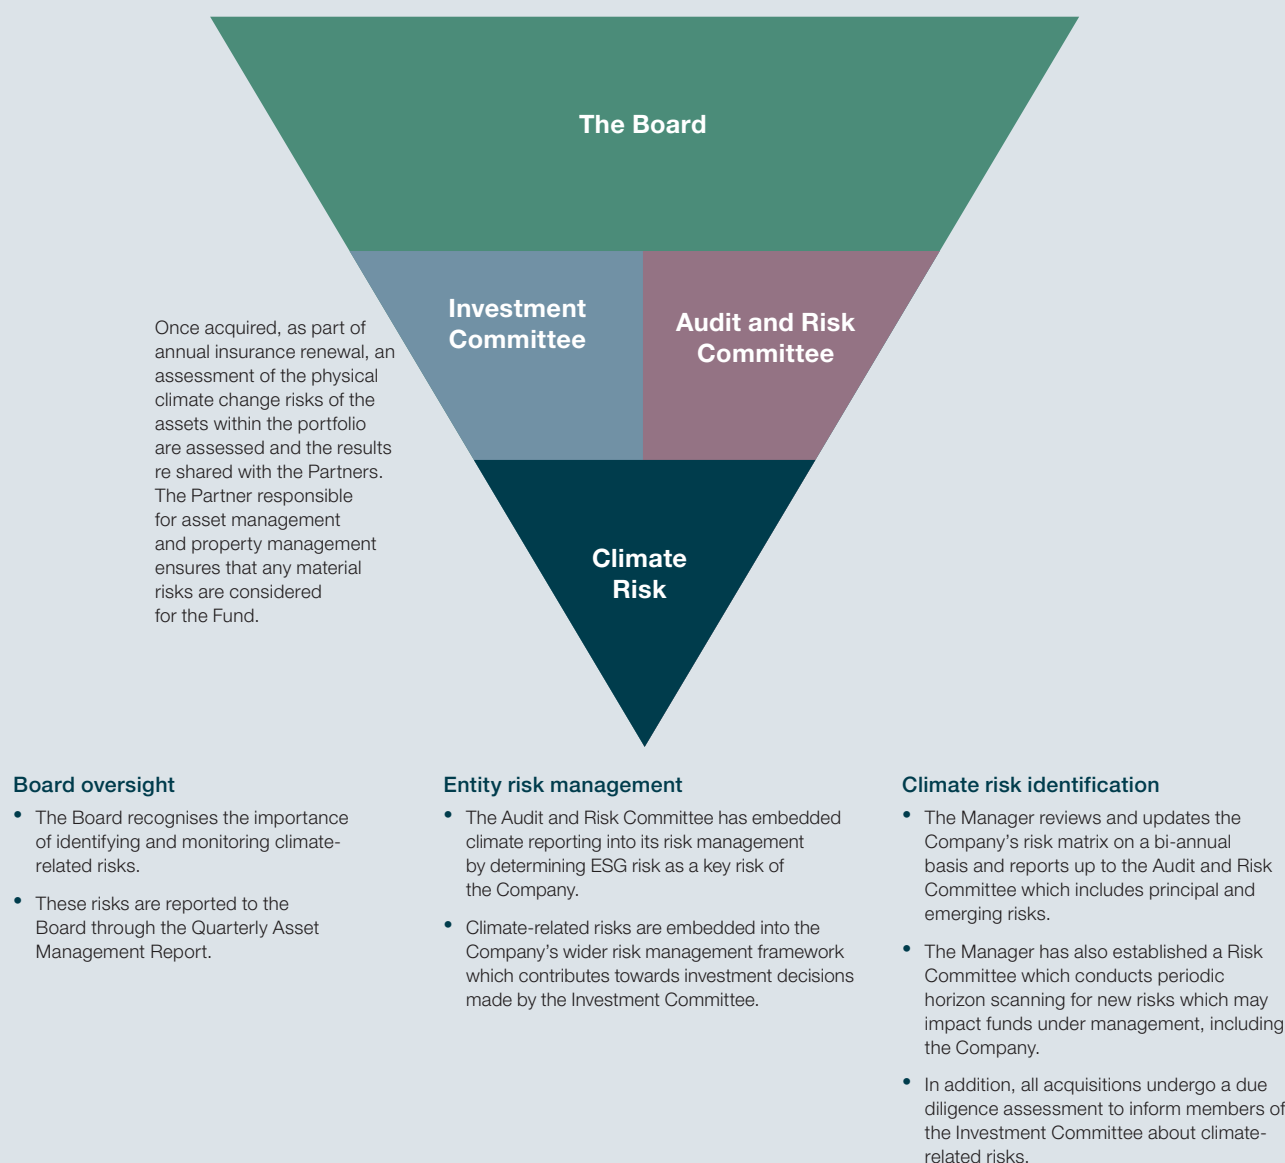 The Board
Investment
Committee
Audit and Risk
Committee
Once acquired, as part of
annual insurance renewal, an
assessment of the physical
climate change risks of the
assets within the portfolio
are assessed and the results
re shared with the Partners.
The Partner responsible
for asset management
and property management
ensures that any material
risks are considered
for the Fund.
Climate
Risk
Board oversight
• The Board recognises the importance
of identifying and monitoring climate-
related risks.
• These risks are reported to the
Board through the Quarterly Asset
Management Report.
Entity risk management
• The Audit and Risk Committee has embedded
climate reporting into its risk management
by determining ESG risk as a key risk of
the Company.
• Climate-related risks are embedded into the
Company's wider risk management framework
which contributes towards investment decisions
made by the Investment Committee.
Climate risk identification
• The Manager reviews and updates the
Company's risk matrix on a bi-annual
basis and reports up to the Audit and Risk
Committee which includes principal and
emerging risks.
• The Manager has also established a Risk
Committee which conducts periodic
horizon scanning for new risks which may
impact funds under management, including
the Company.
• In addition, all acquisitions undergo a due
diligence assessment to inform members of
the Investment Committee about climate-
related risks.